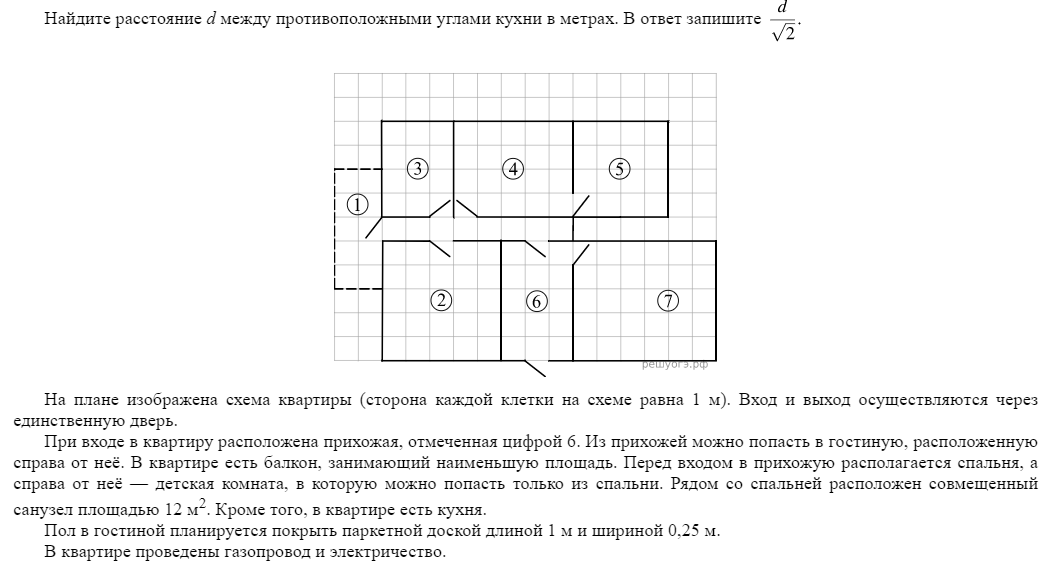 Найдите расстояние d между противоположными углами кухни в метрах. В ответ запишите d/√2.
③ ④ ⑤
①
② ⑥ ⑦
решуогэ.рф
На плане изображена схема квартиры (сторона каждой клетки на схеме равна 1 м). Вход и выход осуществляются через
единственную дверь.
При входе в квартиру расположена прихожая, отмеченная цифрой 6. Из прихожей можно попасть в гостиную, расположенную
справа от неё. В квартире есть балкон, занимающий наименьшую площадь. Перед входом в прихожую располагается спальня, а
справа от неё — детская комната, в которую можно попасть только из спальни. Рядом со спальней расположен совмещенный
санузел площадью 12 м². Кроме того, в квартире есть кухня.
Пол в гостиной планируется покрыть паркетной доской длиной 1 м и шириной 0,25 м.
В квартире проведены газопровод и электричество.